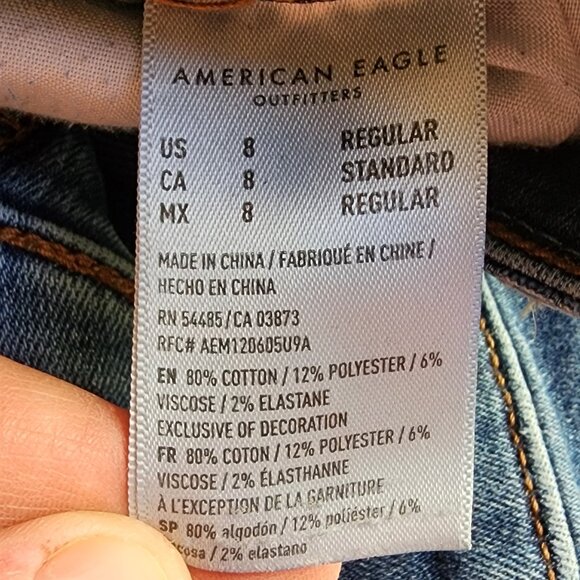 AMERICAN EAGLE
OUTFITTERS
US 8 REGULAR
CA 8 STANDARD
MX 8 REGULAR
MADE IN CHINA / FABRIQUÉ EN CHINE /
HECHO EN CHINA
RN 54485/CA 03873
RFC# AEM120605U9A
EN 80% COTTON / 12% POLYESTER / 6%
VISCOSE / 2% ELASTANE
EXCLUSIVE OF DECORATION
FR 80% COTON / 12% POLYESTER / 6%
VISCOSE / 2% ÉLASTHANNE
À L'EXCEPTION DE LA GARNITURE
SP 80% algodón / 12% poliéster / 6%
/ 2% elastano